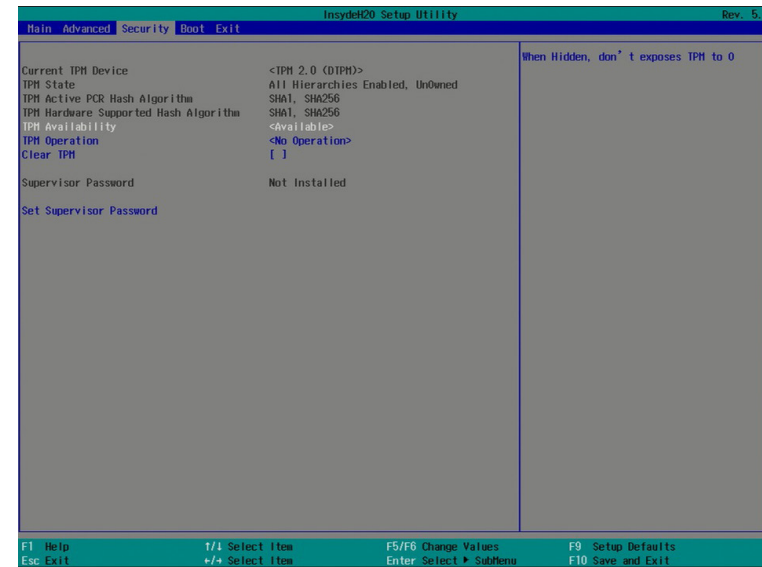 InsydeH20 Setup Utility Rev. 5.
Main Advanced Security Boot Exit
Current TPM Device <TPM 2.0 (DTPM)>
TPM State All Hierarchies Enabled, UnOwned
TPM Active PCR Hash Algorithm SHA1, SHA256
TPM Hardware Supported Hash Algorithm SHA1, SHA256
TPM Availability <Available>
TPM Operation <No Operation>
Clear TPM [ ]
Supervisor Password Not Installed
Set Supervisor Password
When Hidden, don’t exposes TPM to O
F1 Help ↑/↓ Select Item F5/F6 Change Values F9 Setup Defaults
Esc Exit ←/→ Select Item Enter Select ▶ SubMenu F10 Save and Exit